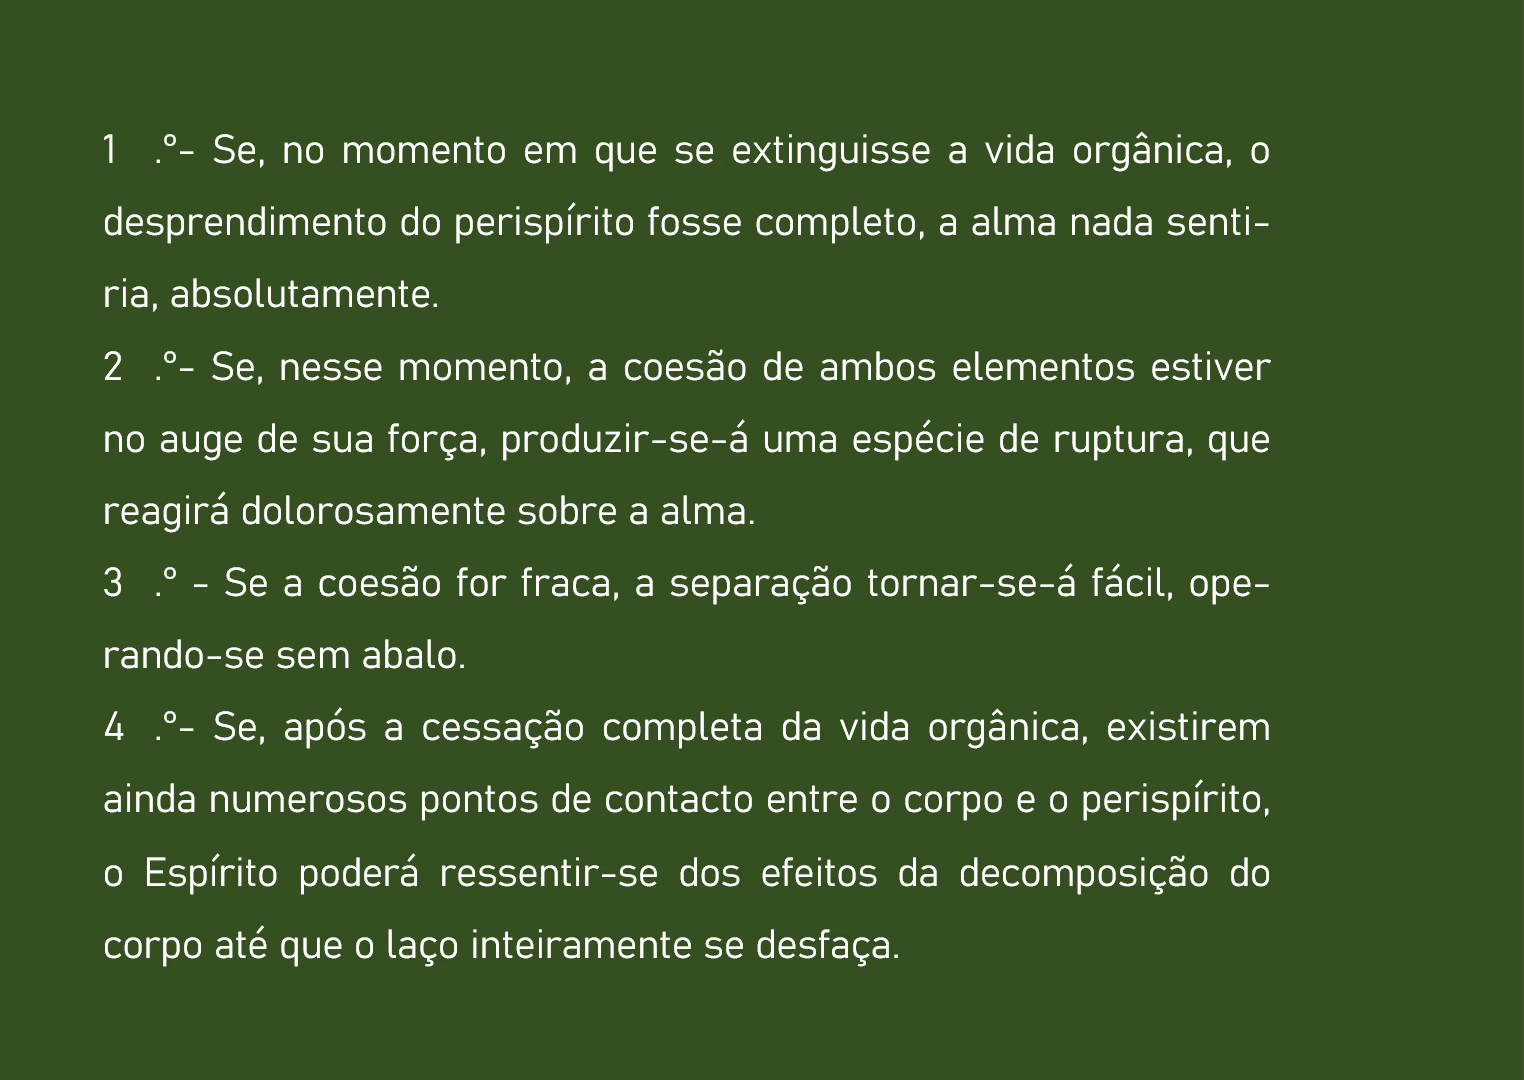 1 .º- Se, no momento em que se extinguisse a vida orgânica, o
desprendimento do perispírito fosse completo, a alma nada senti-
ria, absolutamente.
2 .º- Se, nesse momento, a coesão de ambos elementos estiver
no auge de sua força, produzir-se-á uma espécie de ruptura, que
reagirá dolorosamente sobre a alma.
3 .º - Se a coesão for fraca, a separação tornar-se-á fácil, ope-
rando-se sem abalo.
4 .º- Se, após a cessação completa da vida orgânica, existirem
ainda numerosos pontos de contacto entre o corpo e o perispírito,
o Espírito poderá ressentir-se dos efeitos da decomposição do
corpo até que o laço inteiramente se desfaça.